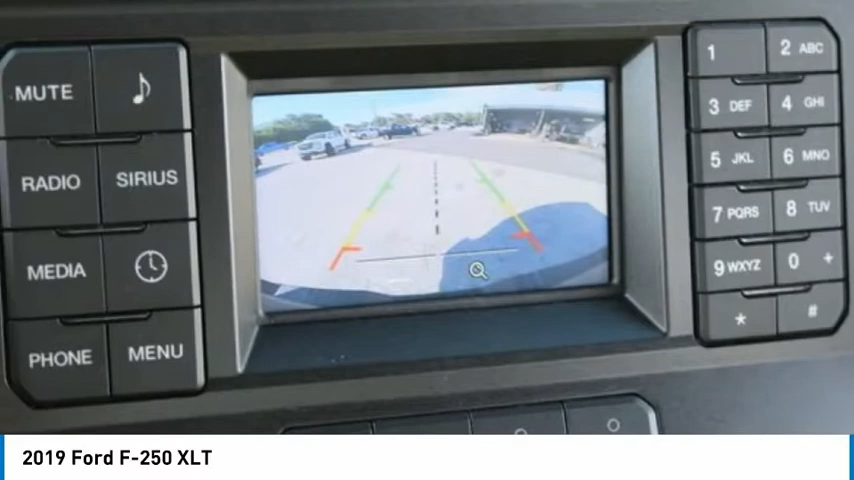 MUTE
RADIO
SIRIUS
MEDIA
PHONE
MENU
1
2 ABC
3 DEF
4 GHI
5 JKL
6 MNO
7 PQRS
8 TUV
9 WXYZ
0 +
*
#
2019 Ford F-250 XLT